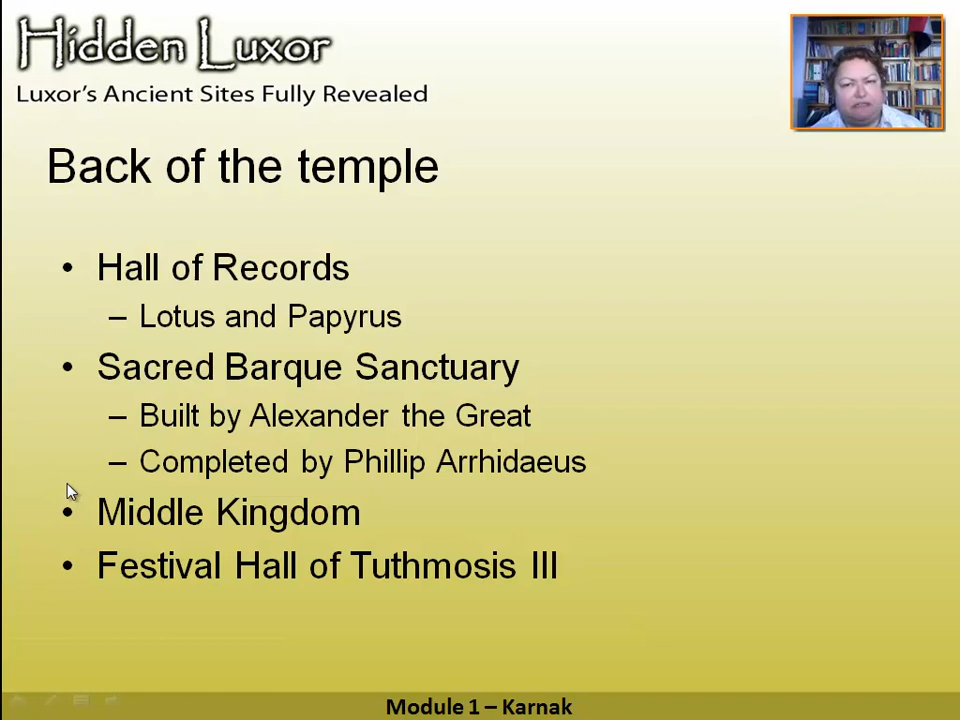 Hidden Luxor
Luxor's Ancient Sites Fully Revealed
Back of the temple
• Hall of Records
– Lotus and Papyrus
• Sacred Barque Sanctuary
– Built by Alexander the Great
– Completed by Phillip Arrhidaeus
• Middle Kingdom
• Festival Hall of Tuthmosis III
Module 1 – Karnak